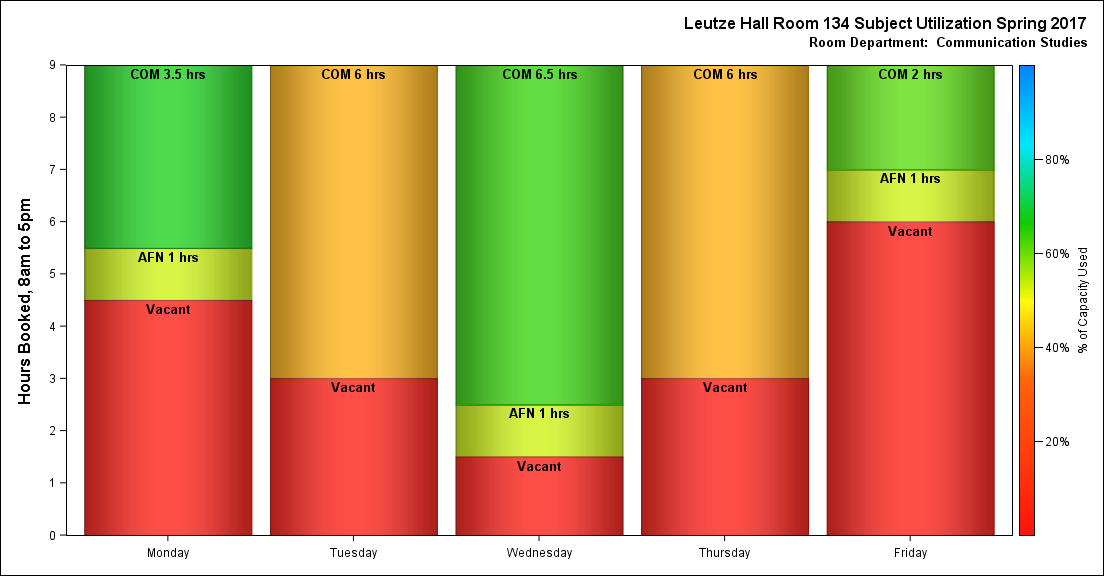 Leutze Hall Room 134 Subject Utilization Spring 2017
Room Department: Communication Studies
Hours Booked, 8am to 5pm
9
8
7
6
5
4
3
2
1
0
COM 3.5 hrs
AFN 1 hrs
Vacant
COM 6 hrs
Vacant
COM 6.5 hrs
AFN 1 hrs
Vacant
COM 6 hrs
Vacant
COM 2 hrs
AFN 1 hrs
Vacant
Monday
Tuesday
Wednesday
Thursday
Friday
80%
60%
40%
20%
% of Capacity Used